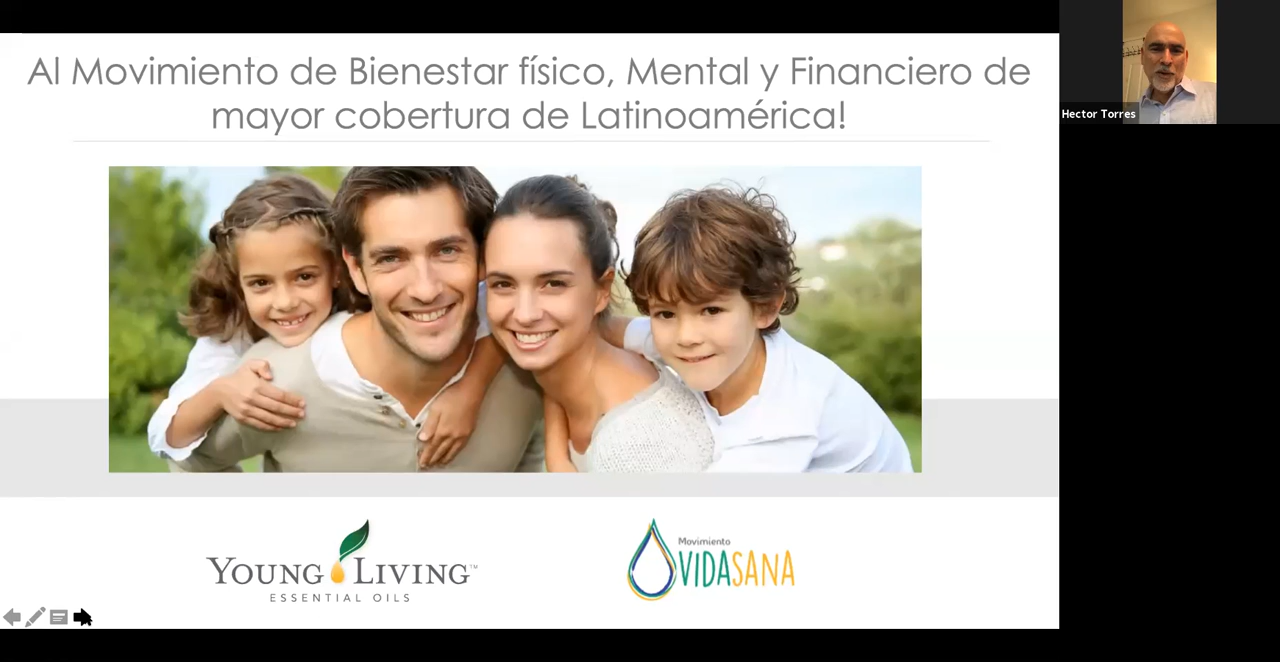 Al Movimiento de Bienestar físico, Mental y Financiero de
mayor cobertura de Latinoamérica!
Hector Torres
YOUNG LIVING™
ESSENTIAL OILS
Movimiento
VIDASANA